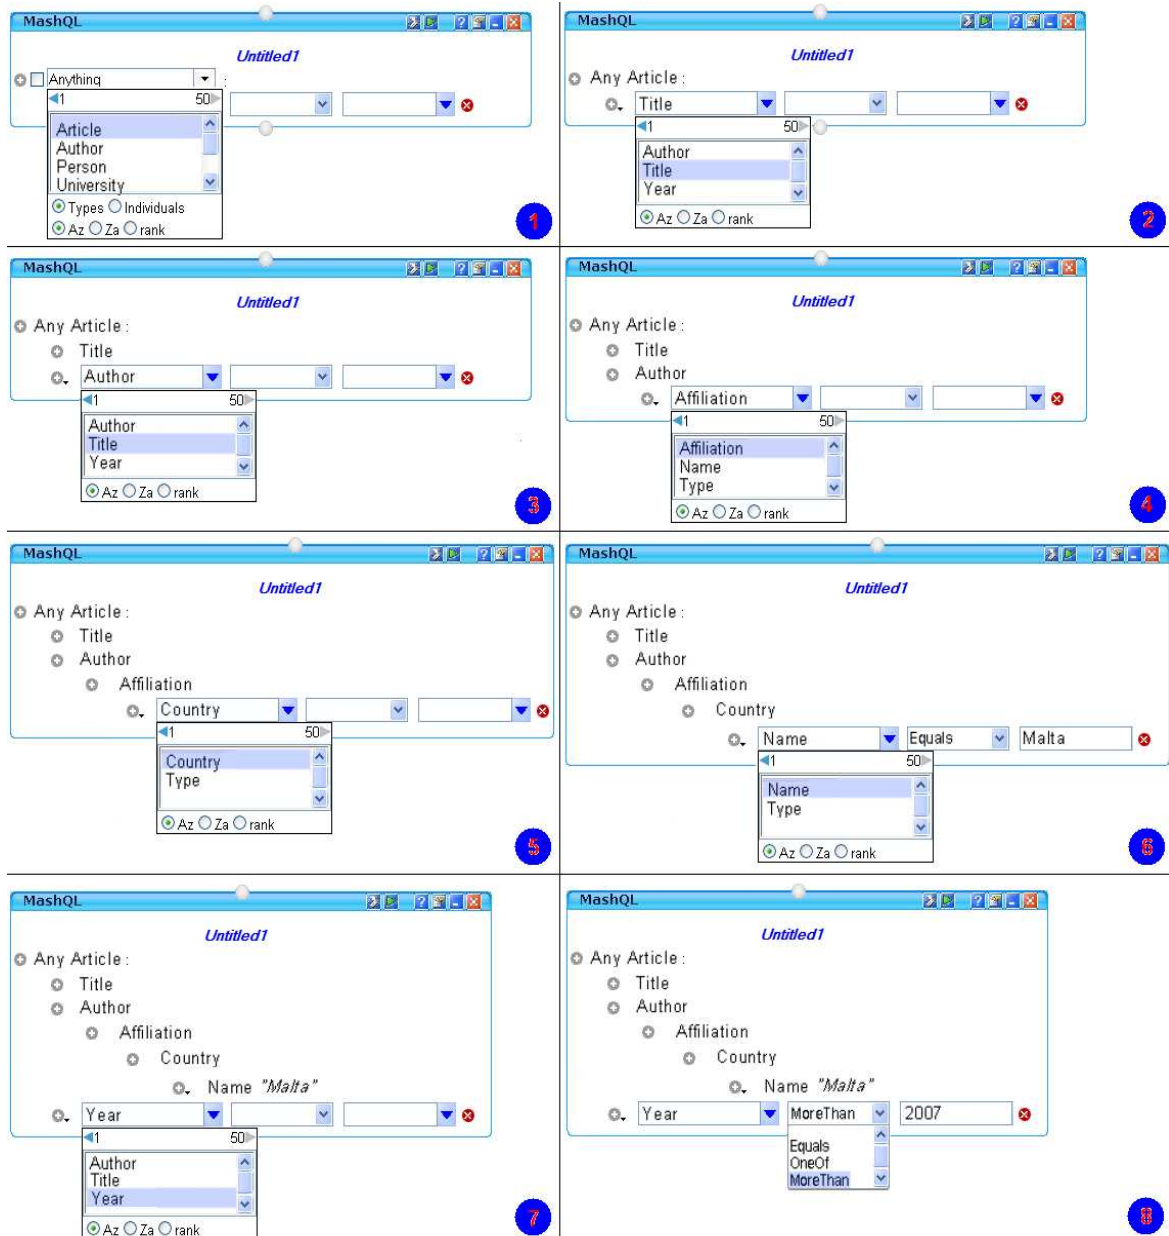 MashQL
Untitled1
Anything :
1 50
Article
Author
Person
University
Types Individuals
Az Za rank
1
MashQL
Untitled1
Any Article :
Title
1 50
Author
Title
Year
Az Za rank
2
MashQL
Untitled1
Any Article :
Title
Author
1 50
Author
Title
Year
Az Za rank
3
MashQL
Untitled1
Any Article :
Title
Author
Affiliation
1 50
Affiliation
Name
Type
Az Za rank
4
MashQL
Untitled1
Any Article :
Title
Author
Affiliation
Country
1 50
Country
Type
Az Za rank
5
MashQL
Untitled1
Any Article :
Title
Author
Affiliation
Country
Name Equals Malta
1 50
Name
Type
Az Za rank
6
MashQL
Untitled1
Any Article :
Title
Author
Affiliation
Country
Name "Malta"
Year
1 50
Author
Title
Year
Az Za rank
7
MashQL
Untitled1
Any Article :
Title
Author
Affiliation
Country
Name "Malta"
Year MoreThan 2007
Equals
OneOf
MoreThan
8